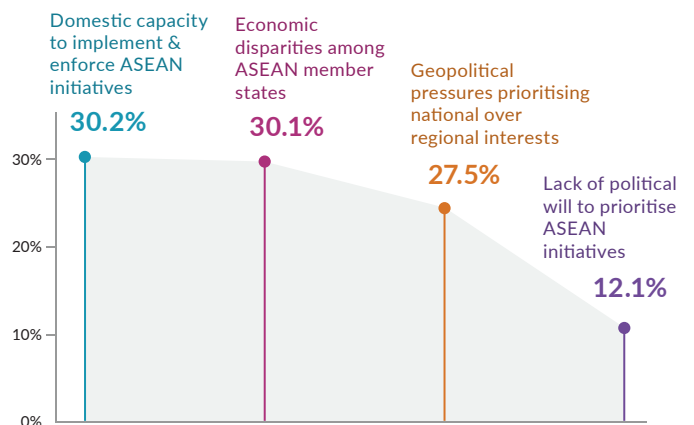 Domestic capacity
to implement &
enforce ASEAN
initiatives
30.2%
Economic
disparities among
ASEAN member
states
30.1%
Geopolitical
pressures prioritising
national over
regional interests
27.5%
Lack of political
will to prioritise
ASEAN
initiatives
12.1%
30%
20%
10%
0%